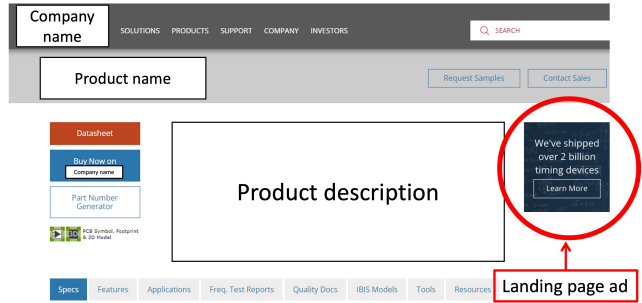 Company
name
SOLUTIONS PRODUCTS SUPPORT COMPANY INVESTORS
SEARCH
Product name
Request Samples
Contact Sales
Datasheet
Buy Now on
Company name
Part Number
Generator
3D
PCB Symbol, Footprint
& 3D Model
Product description
We've shipped
over 2 billion
timing devices
Learn More
Landing page ad
Specs Features Applications Freq. Test Reports Quality Docs IBIS Models Tools Resources